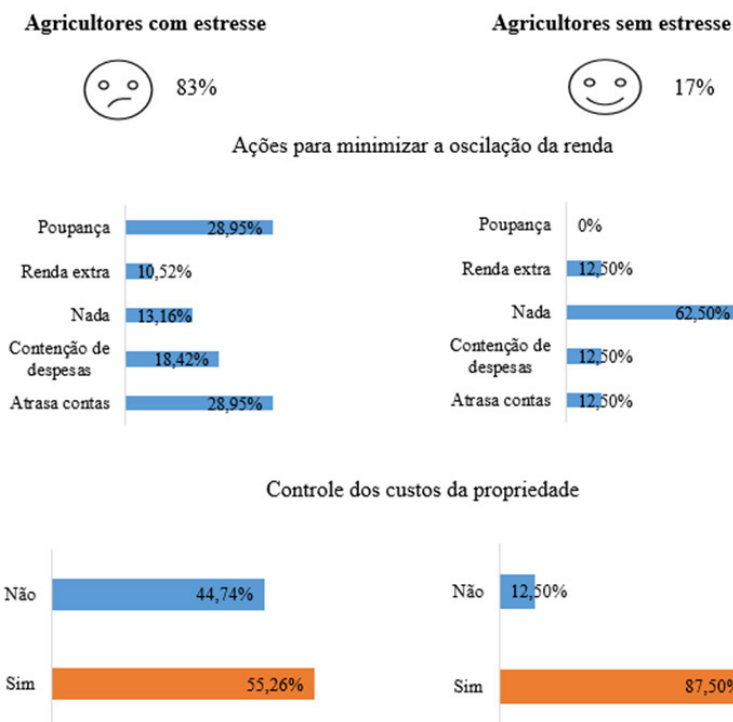 Agricultores com estresse
Agricultores sem estresse
83%
17%
Ações para minimizar a oscilação da renda
Poupança 28,95%
Renda extra 10,52%
Nada 13,16%
Contenção de
despesas 18,42%
Atrasa contas 28,95%
Poupança 0%
Renda extra 12,50%
Nada 62,50%
Contenção de
despesas 12,50%
Atrasa contas 12,50%
Controle dos custos da propriedade
Não 44,74%
Sim 55,26%
Não 12,50%
Sim 87,50%